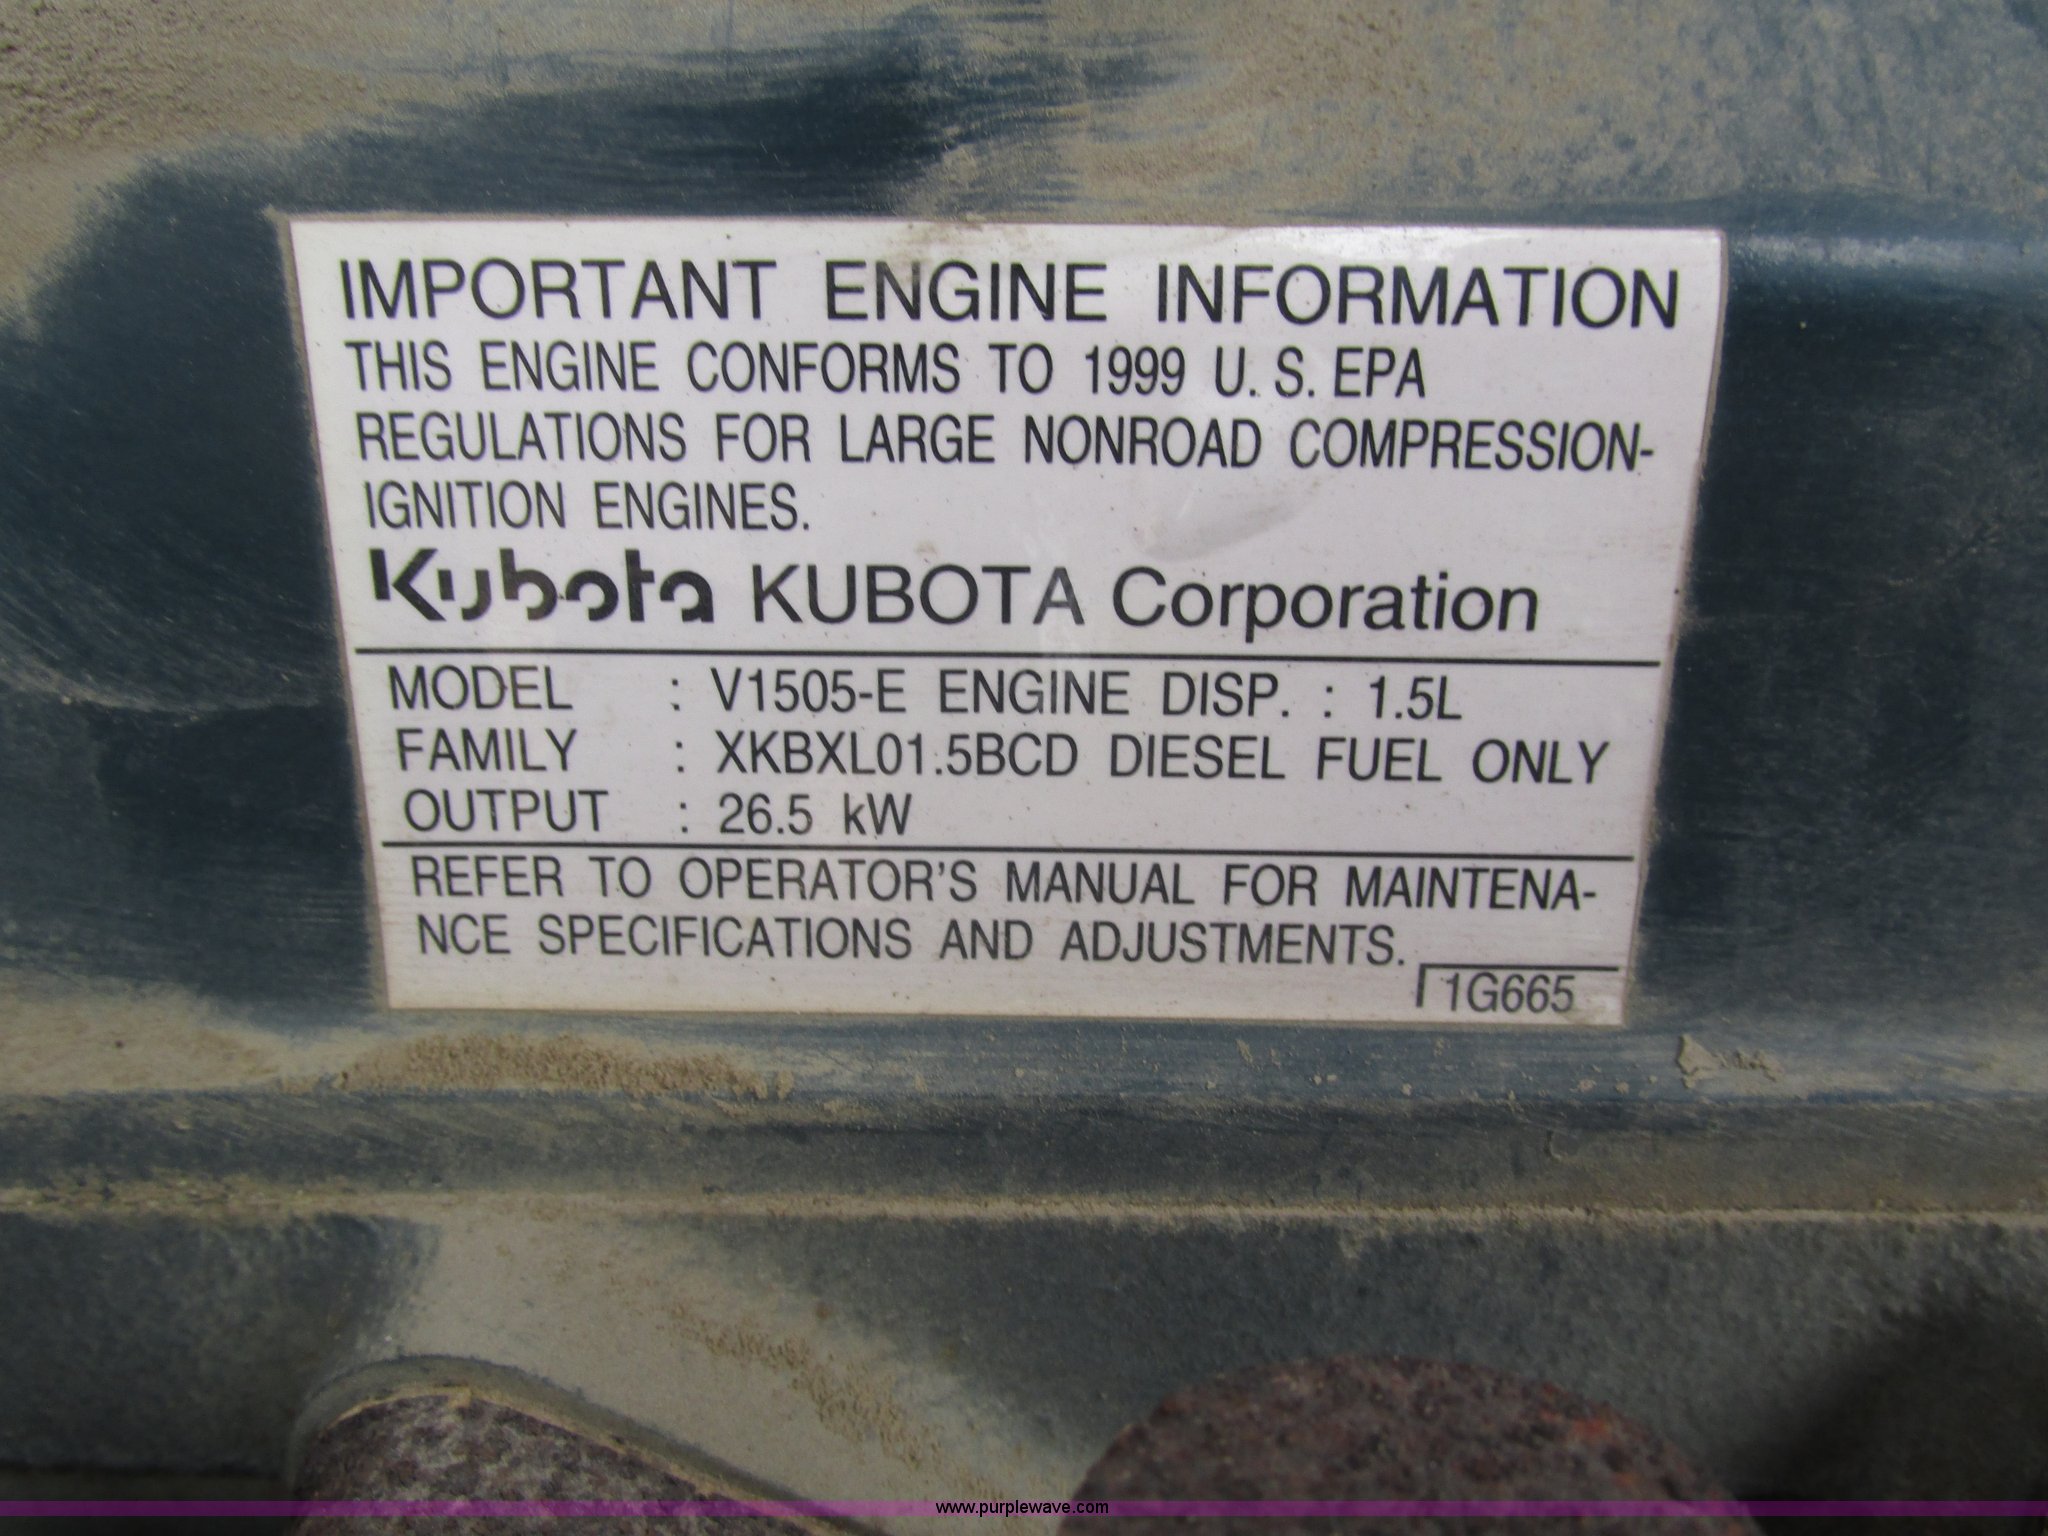 IMPORTANT ENGINE INFORMATION
THIS ENGINE CONFORMS TO 1999 U.S. EPA
REGULATIONS FOR LARGE NONROAD COMPRESSION-
IGNITION ENGINES.
Kubota KUBOTA Corporation
MODEL : V1505-E ENGINE DISP. : 1.5L
FAMILY : XKBXL01.5BCD DIESEL FUEL ONLY
OUTPUT : 26.5 kW
REFER TO OPERATOR'S MANUAL FOR MAINTENA-
NCE SPECIFICATIONS AND ADJUSTMENTS.
1G665
www.purplewave.com